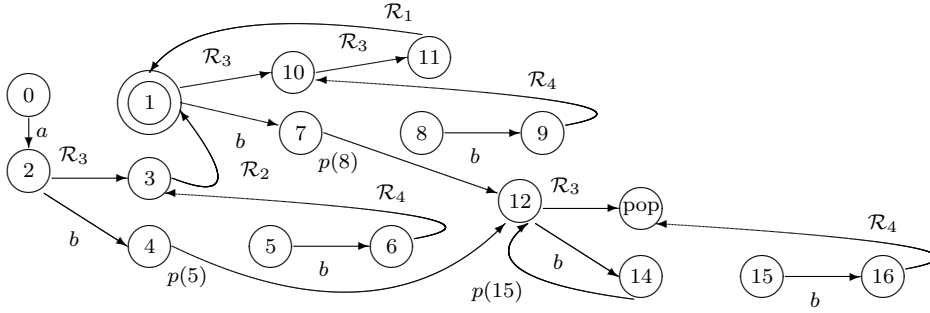 ℛ₁
ℛ₃
ℛ₃
11
10
ℛ₄
0
1
a
b
7
8
b
9
p(8)
2
ℛ₃
3
ℛ₂
12
ℛ₃
pop
ℛ₄
ℛ₄
b
4
5
b
6
p(5)
b
14
p(15)
15
b
16